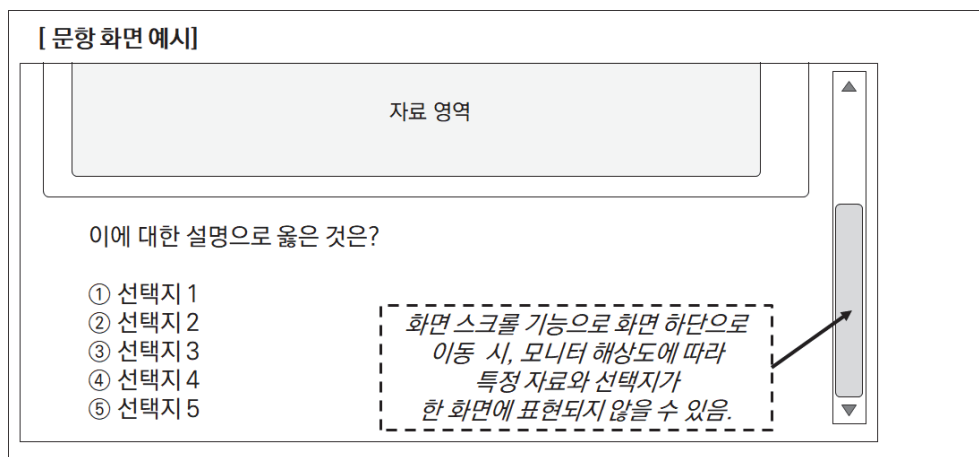 [ 문항 화면 예시]
자료 영역
이에 대한 설명으로 옳은 것은?
① 선택지 1
② 선택지 2
③ 선택지 3
④ 선택지 4
⑤ 선택지 5
화면 스크롤 기능으로 화면 하단으로
이동 시, 모니터 해상도에 따라
특정 자료와 선택지가
한 화면에 표현되지 않을 수 있음.